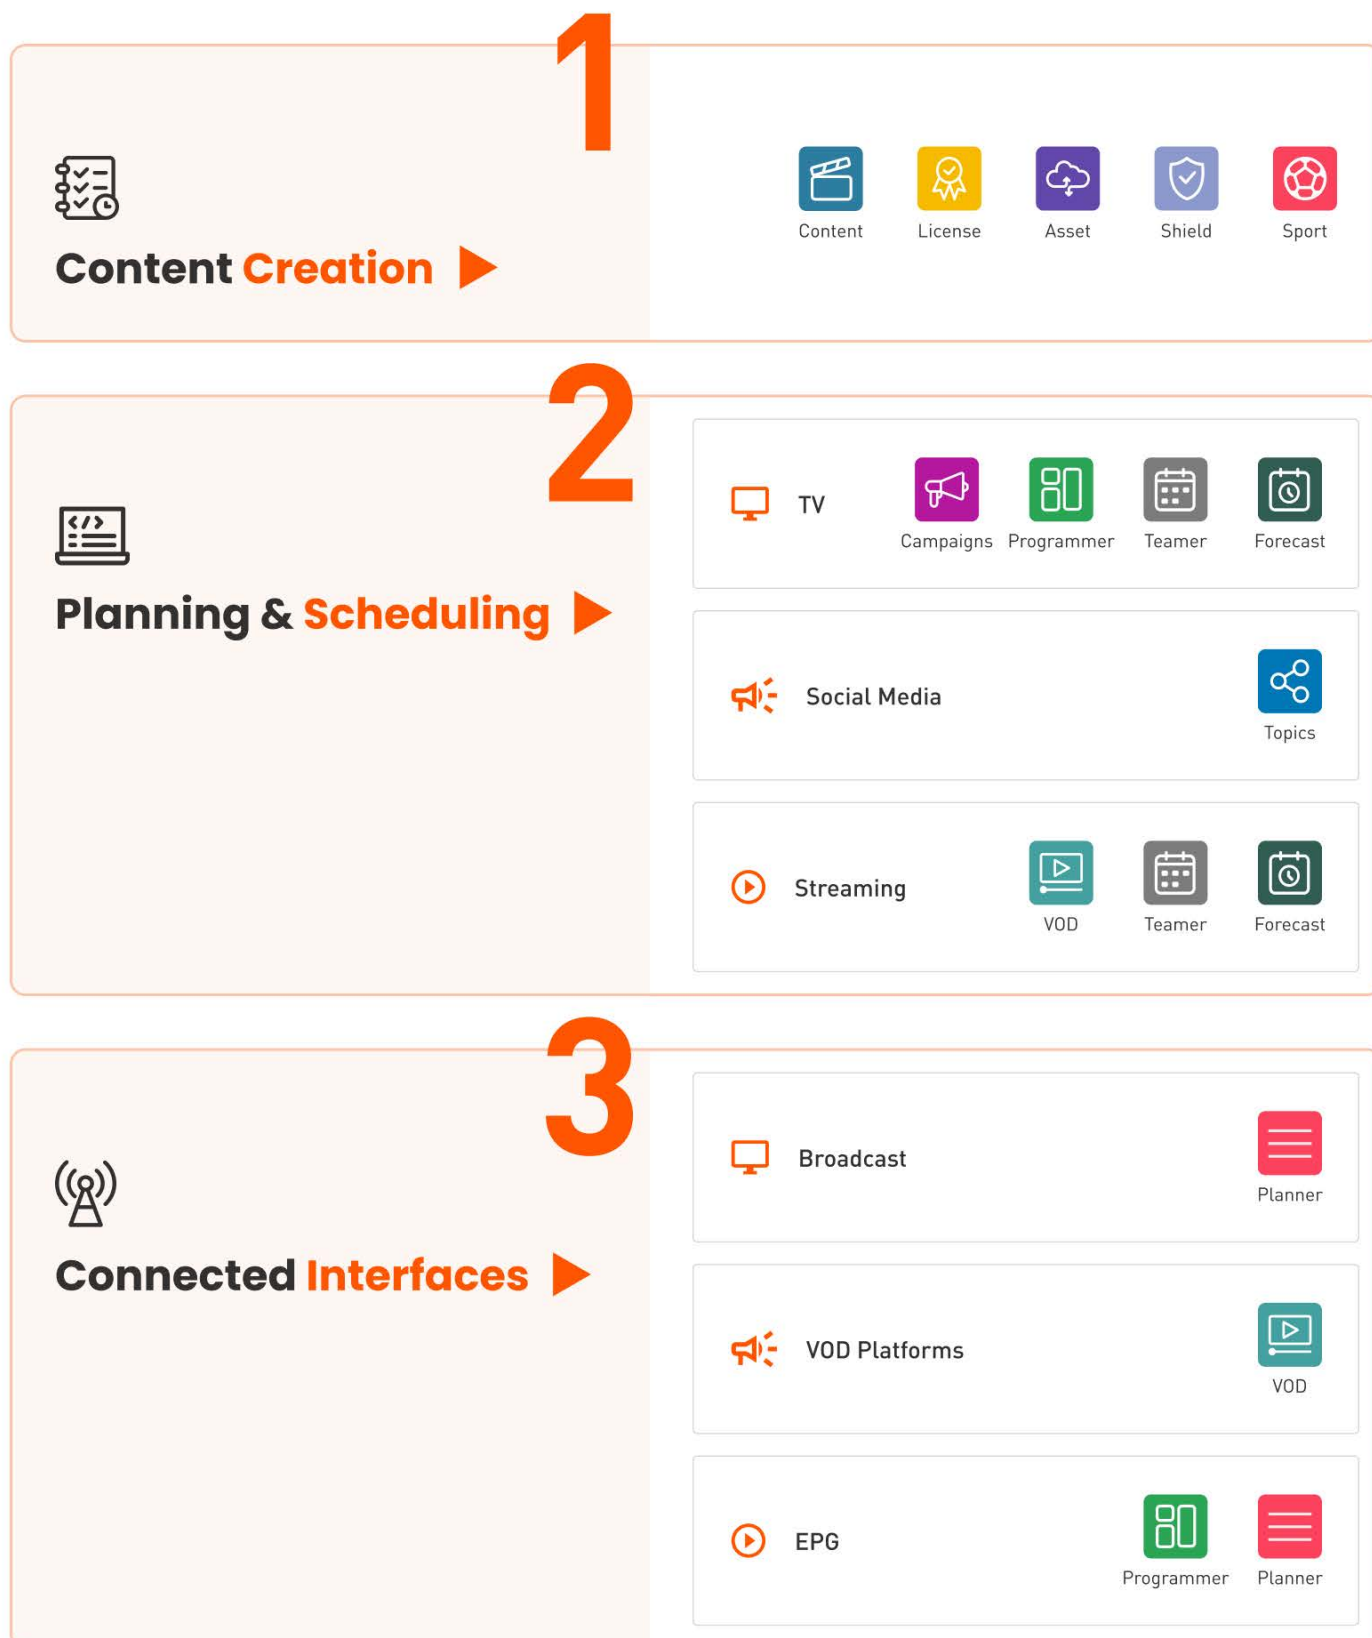 1
Content License Asset Shield Sport
Content Creation
2
TV
Campaigns Programmer Teamer Forecast
Planning & Scheduling
Social Media
Topics
Streaming
VOD Teamer Forecast
3
Broadcast
Planner
Connected Interfaces
VOD Platforms
VOD
EPG
Programmer Planner